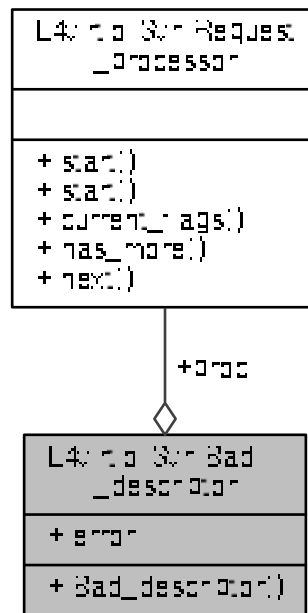 L4virtio::Svr::Request
_processor
+ start()
+ start()
+ current_flags()
+ has_more()
+ next()
+proc
L4virtio::Svr::Bad
_descriptor
+ error
+ Bad_descriptor()